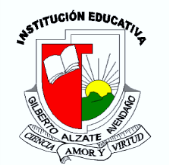 INSTITUCIÓN EDUCATIVA
GILBERTO ALZATE AVENDAÑO
CIENCIA AMOR Y VIRTUD